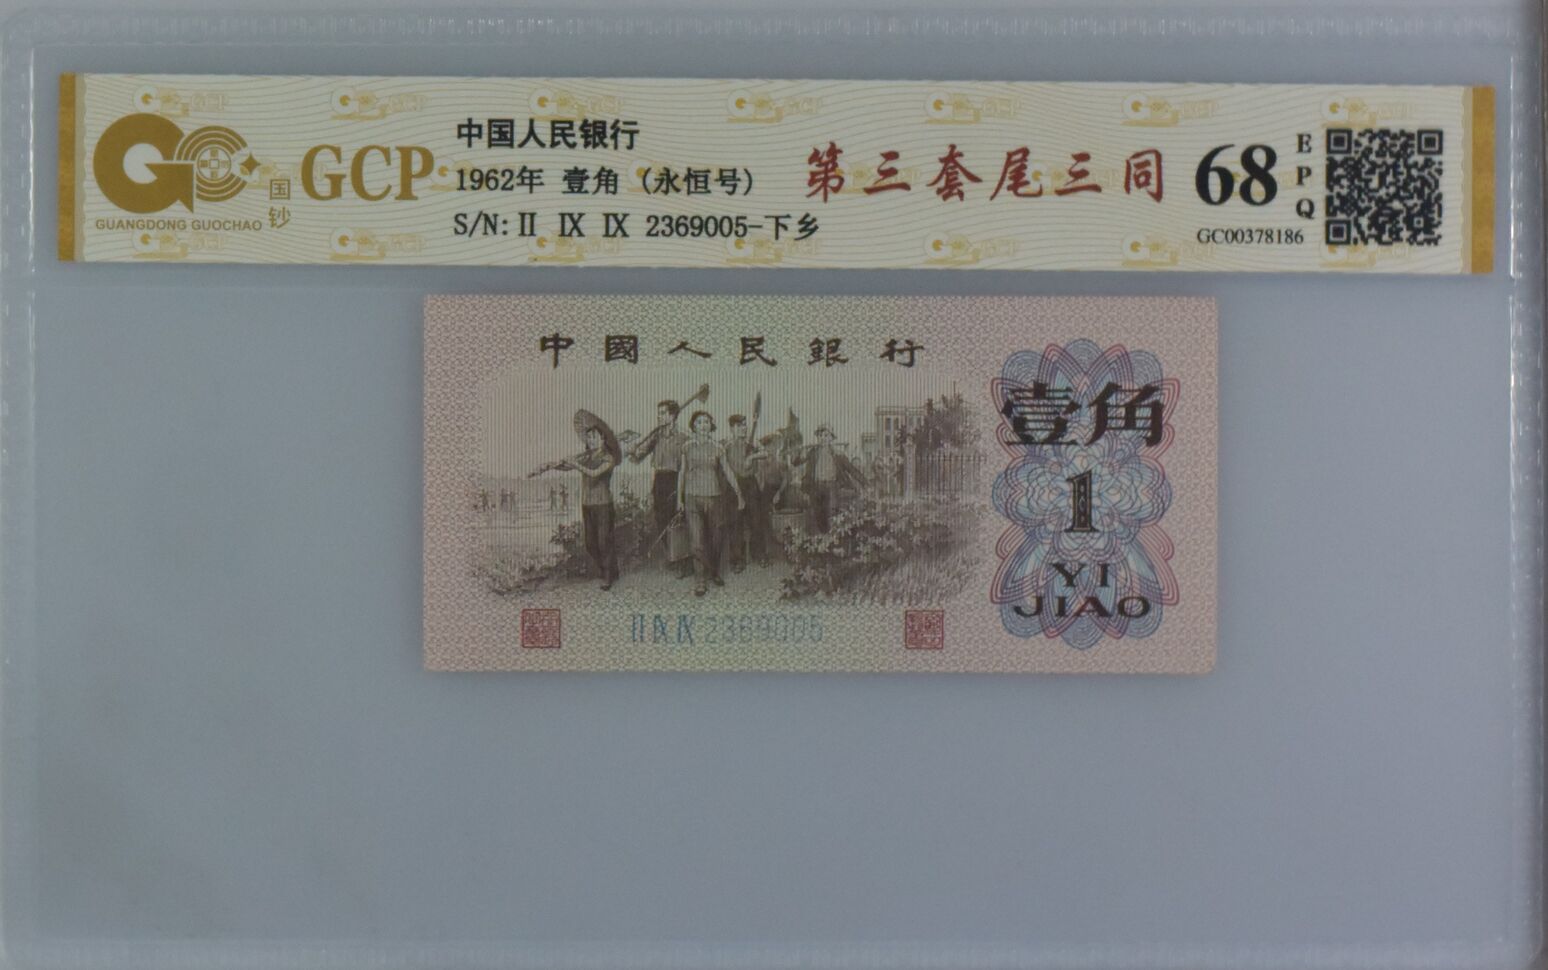 GC
GUANGDONG GUOCHAO
国钞
GCP
中国人民银行
1962年 壹角 (永恒号)
S/N: II IX IX 2369005-下乡
第三套尾三同
68
EPQ
GC00378186
中國人民銀行
壹角
1
YI
JIAO
II IX IX 2369005